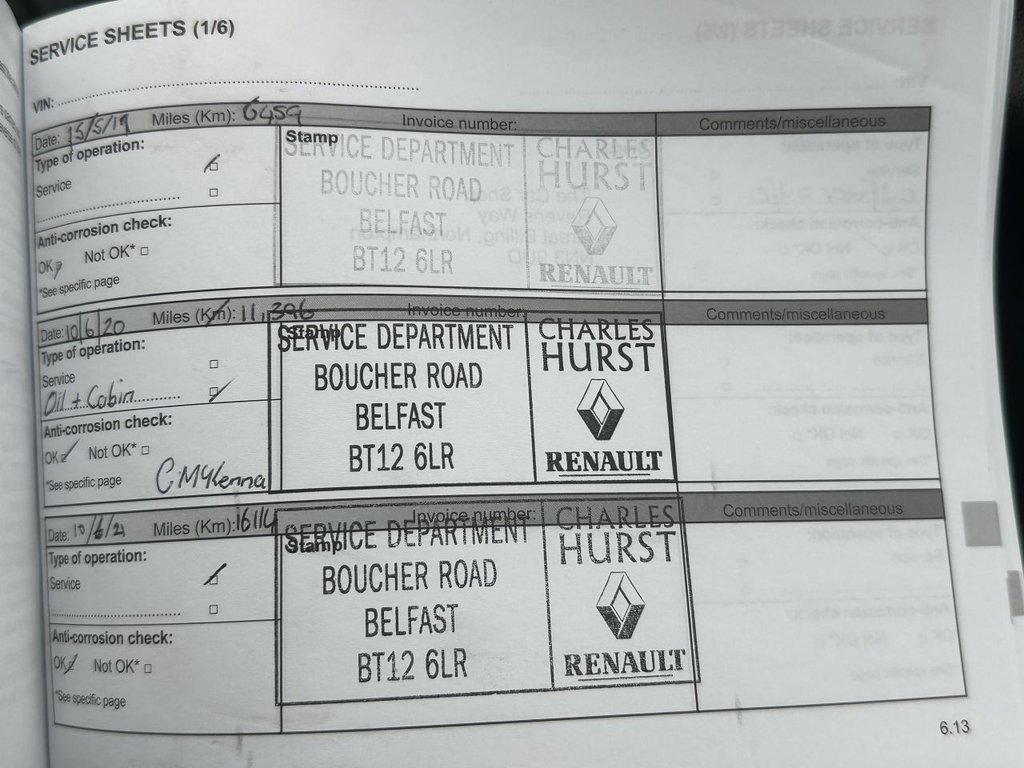 SERVICE SHEETS (1/6)
VIN:
Date: 15/5/19 Miles (Km): 6459 Invoice number: Comments/miscellaneous
Type of operation:
Service
Anti-corrosion check:
OK Not OK*
*See specific page
Stamp
SERVICE DEPARTMENT
BOUCHER ROAD
BELFAST
BT12 6LR
CHARLES
HURST
RENAULT
Date: 10/6/20 Miles (Km): 11,396 Invoice number: Comments/miscellaneous
Type of operation:
Service
Oil + Cabin
Anti-corrosion check:
OK Not OK*
*See specific page
Stamp
SERVICE DEPARTMENT
BOUCHER ROAD
BELFAST
BT12 6LR
CHARLES
HURST
RENAULT
Date: 10/6/21 Miles (Km): 16114 Invoice number: Comments/miscellaneous
Type of operation:
Service
Anti-corrosion check:
OK Not OK*
*See specific page
Stamp
SERVICE DEPARTMENT
BOUCHER ROAD
BELFAST
BT12 6LR
CHARLES
HURST
RENAULT
6.13